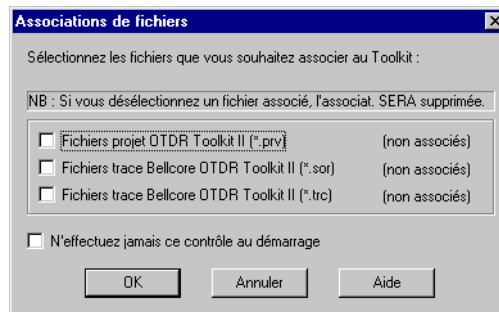 Associations de fichiers
Sélectionnez les fichiers que vous souhaitez associer au Toolkit :
NB : Si vous désélectionnez un fichier associé, l'associat. SERA supprimée.
Fichiers projet OTDR Toolkit II (*.prv) (non associés)
Fichiers trace Bellcore OTDR Toolkit II (*.sor) (non associés)
Fichiers trace Bellcore OTDR Toolkit II (*.trc) (non associés)
N'effectuez jamais ce contrôle au démarrage
OK Annuler Aide